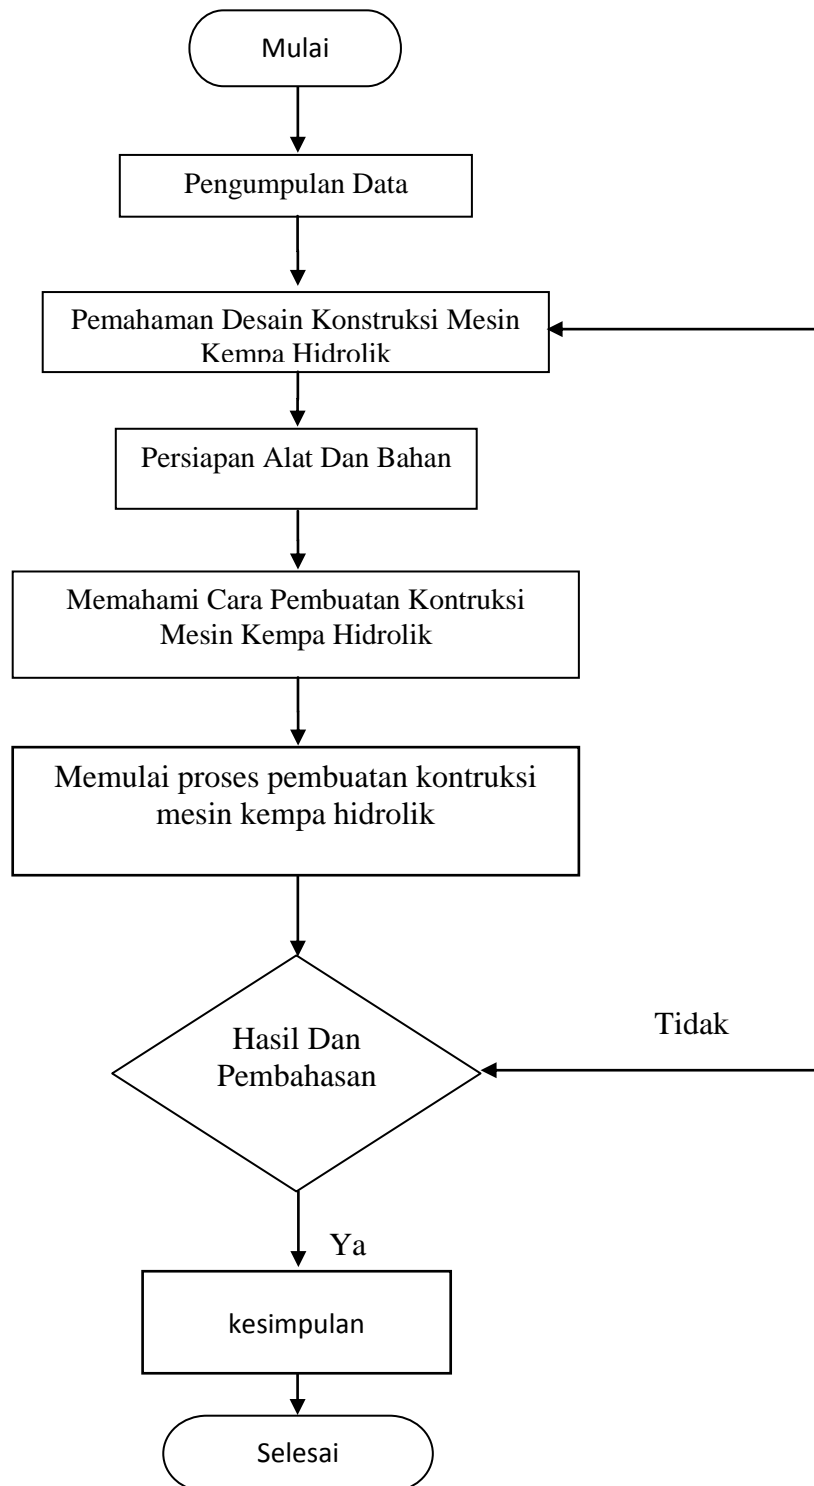 Mulai
Pengumpulan Data
Pemahaman Desain Konstruksi Mesin
Kempa Hidrolik
Persiapan Alat Dan Bahan
Memahami Cara Pembuatan Kontruksi
Mesin Kempa Hidrolik
Memulai proses pembuatan kontruksi
mesin kempa hidrolik
Hasil Dan
Pembahasan
Tidak
Ya
kesimpulan
Selesai